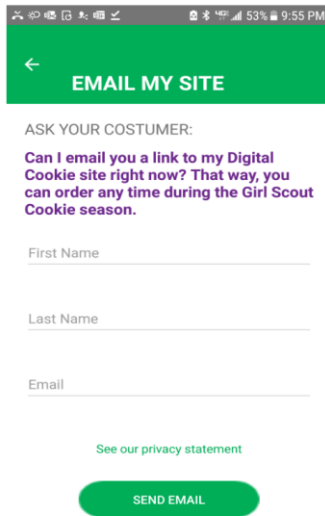 53% 9:55 PM
EMAIL MY SITE
ASK YOUR COSTUMER:
Can I email you a link to my Digital
Cookie site right now? That way, you
can order any time during the Girl Scout
Cookie season.
First Name
Last Name
Email
See our privacy statement
SEND EMAIL